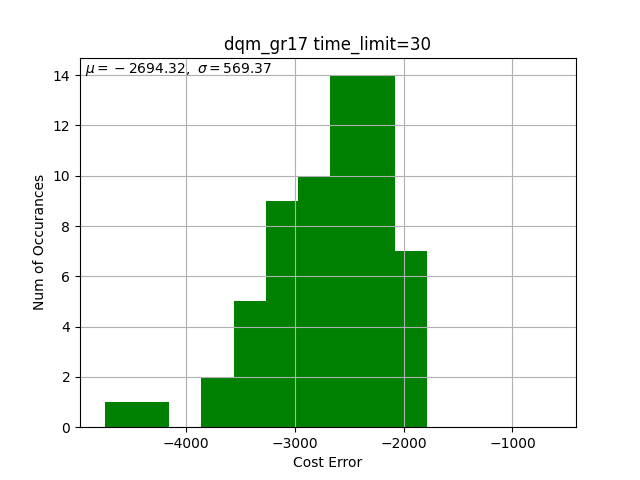 dqm_gr17 time_limit=30
μ = −2694.32, σ = 569.37
14
12
10
8
6
4
2
0
Num of Occurances
−4000 −3000 −2000 −1000
Cost Error